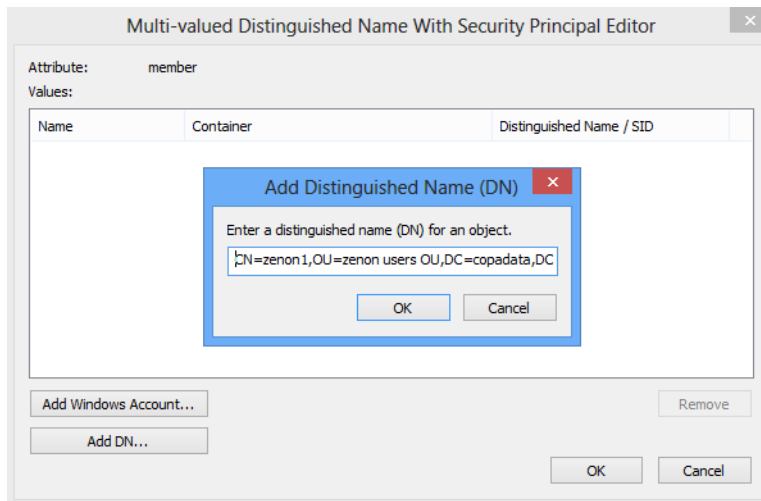 Multi-valued Distinguished Name With Security Principal Editor
Attribute: member
Values:
Name Container Distinguished Name / SID
Add Distinguished Name (DN)
Enter a distinguished name (DN) for an object.
CN=zenon1,OU=zenon users OU,DC=copadata,DC
OK Cancel
Add Windows Account... Remove
Add DN...
OK Cancel